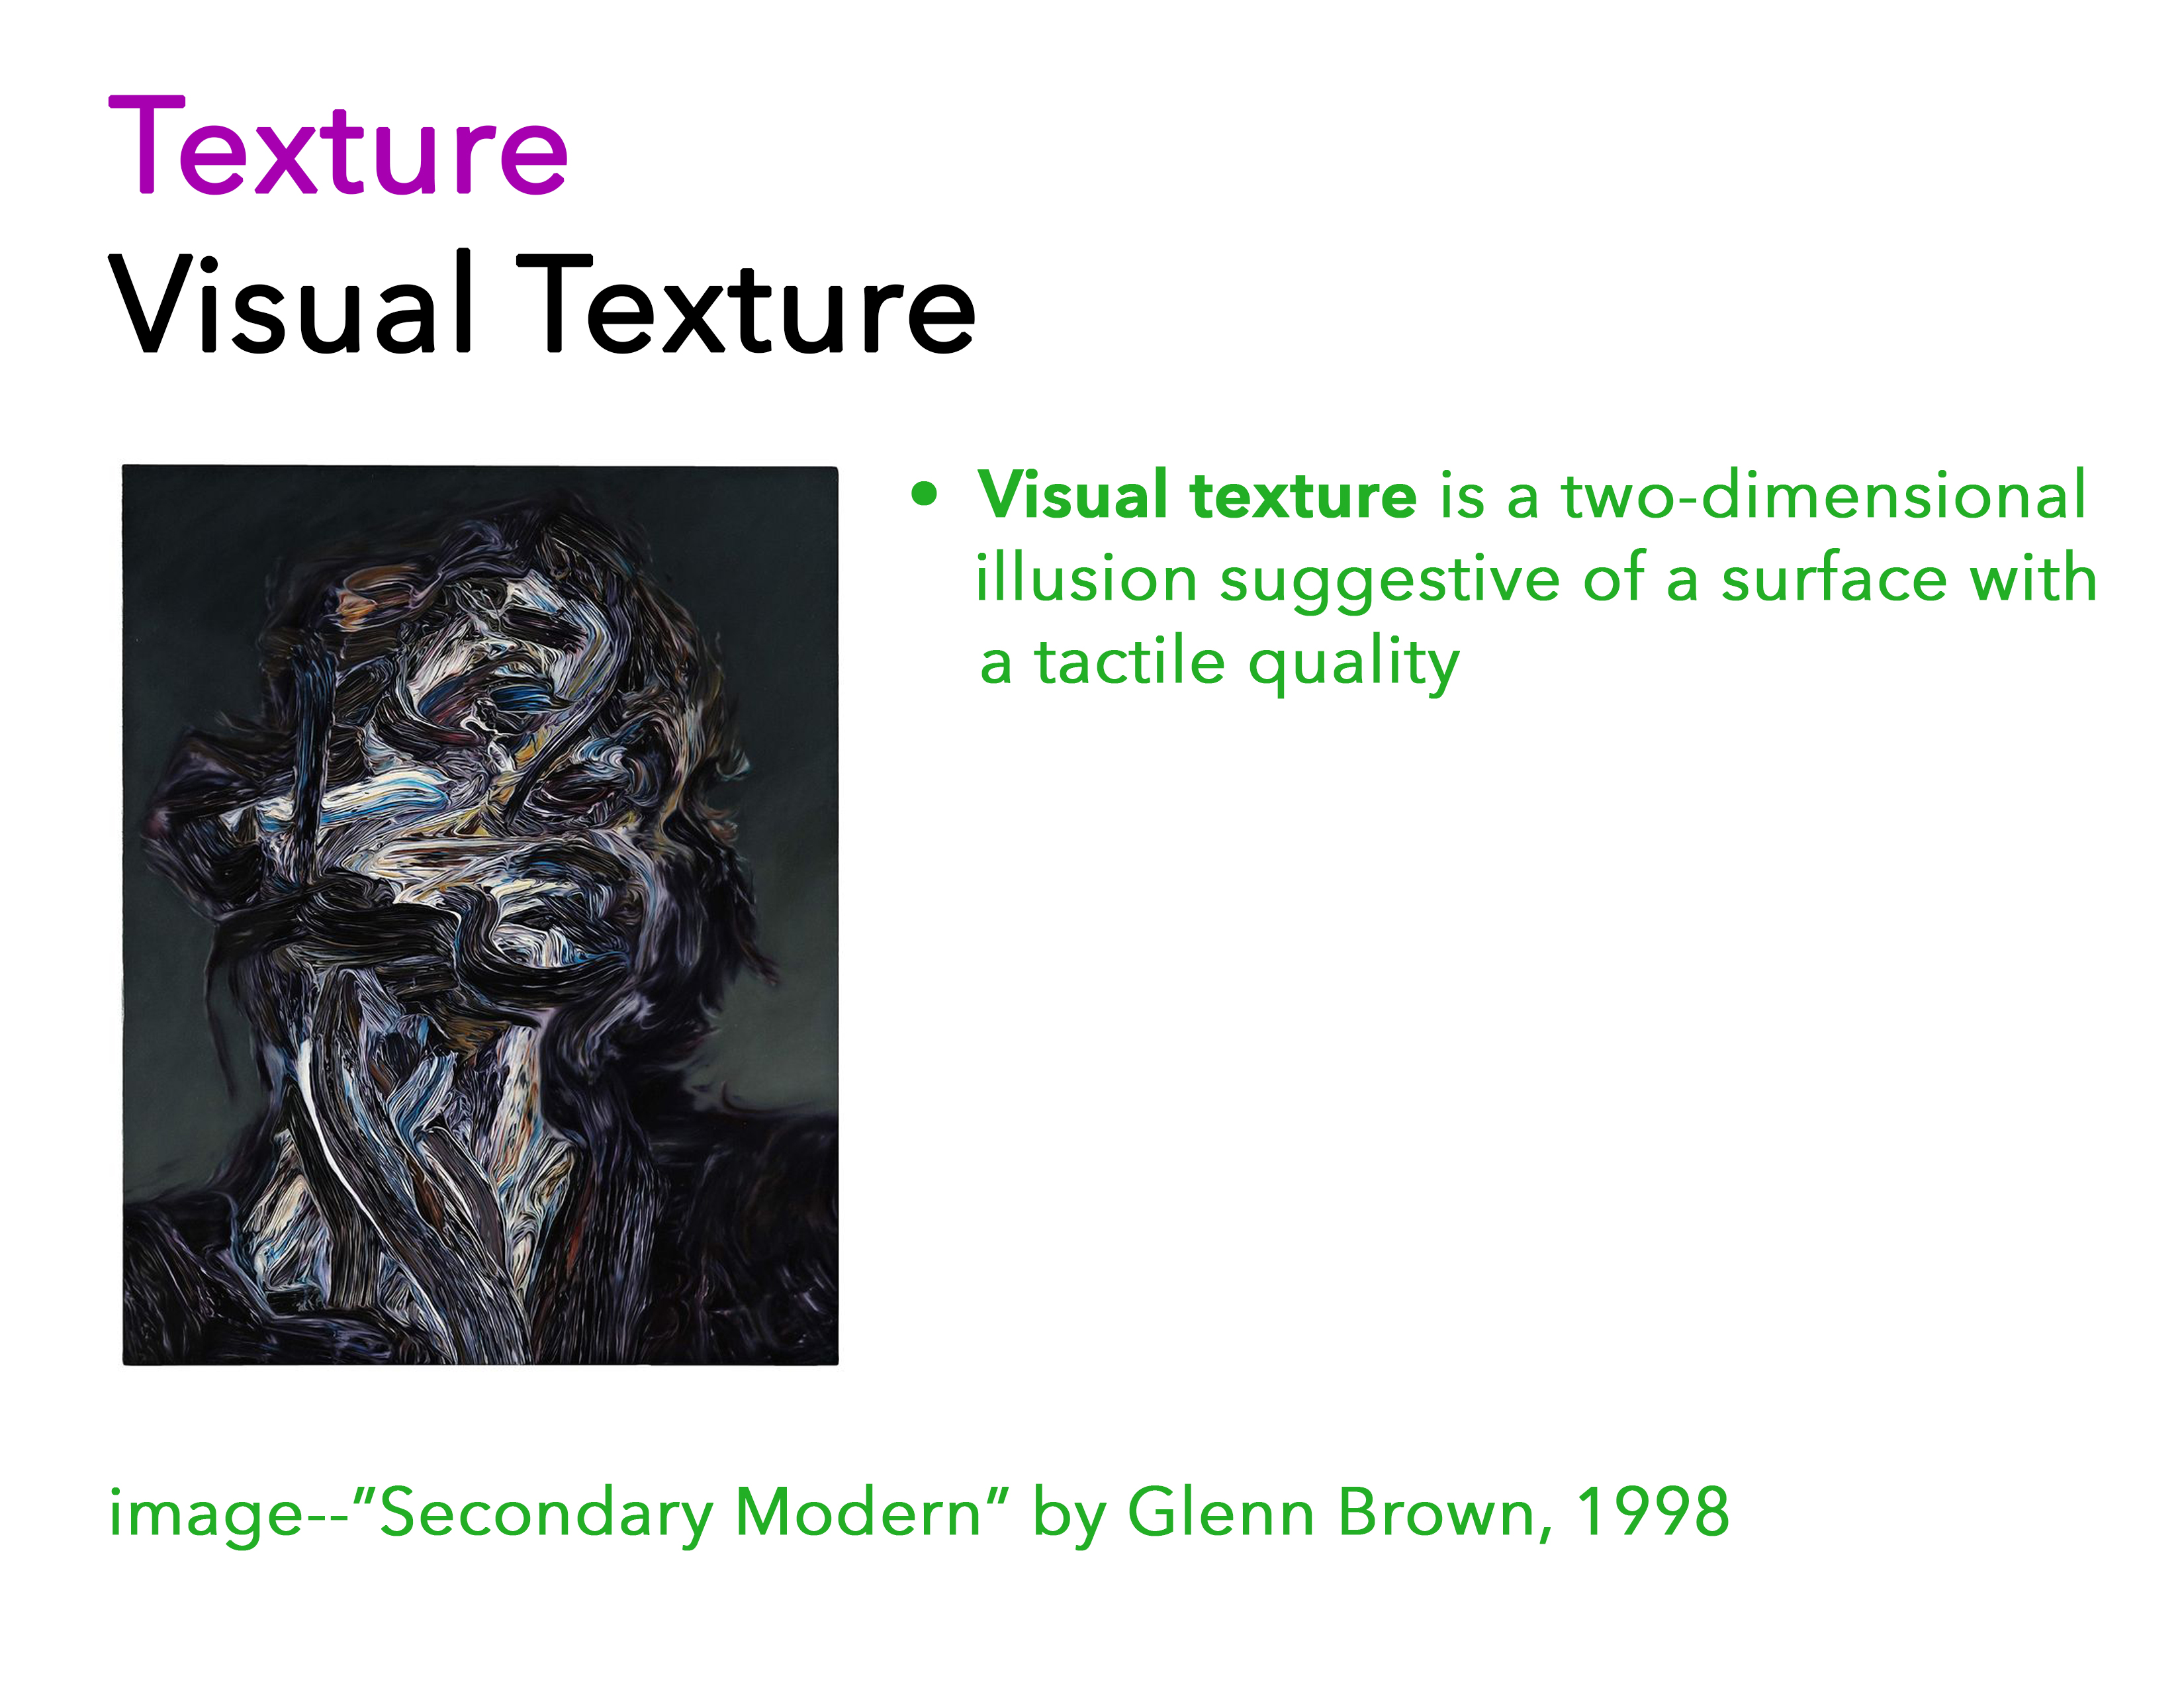 Texture
Visual Texture
• Visual texture is a two-dimensional
illusion suggestive of a surface with
a tactile quality
image--"Secondary Modern" by Glenn Brown, 1998